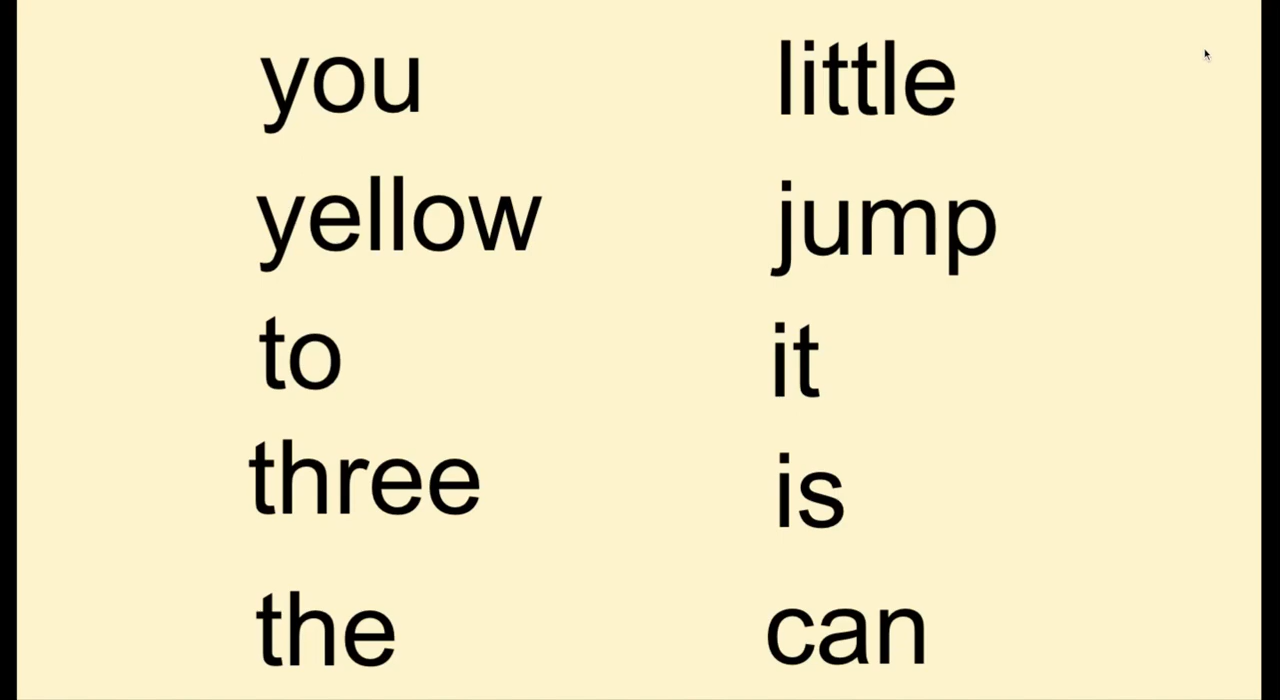 you
yellow
to
three
the
little
jump
it
is
can